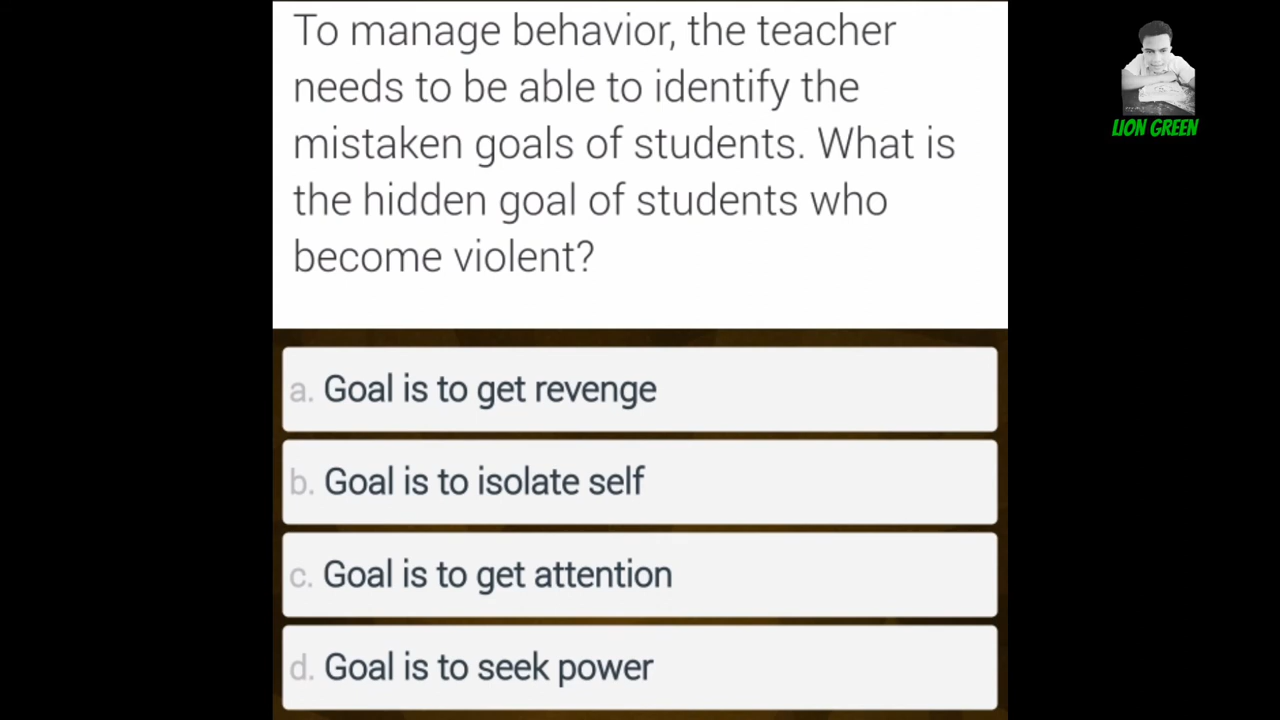 To manage behavior, the teacher
needs to be able to identify the
mistaken goals of students. What is
the hidden goal of students who
become violent?
a. Goal is to get revenge
b. Goal is to isolate self
c. Goal is to get attention
d. Goal is to seek power
LION GREEN